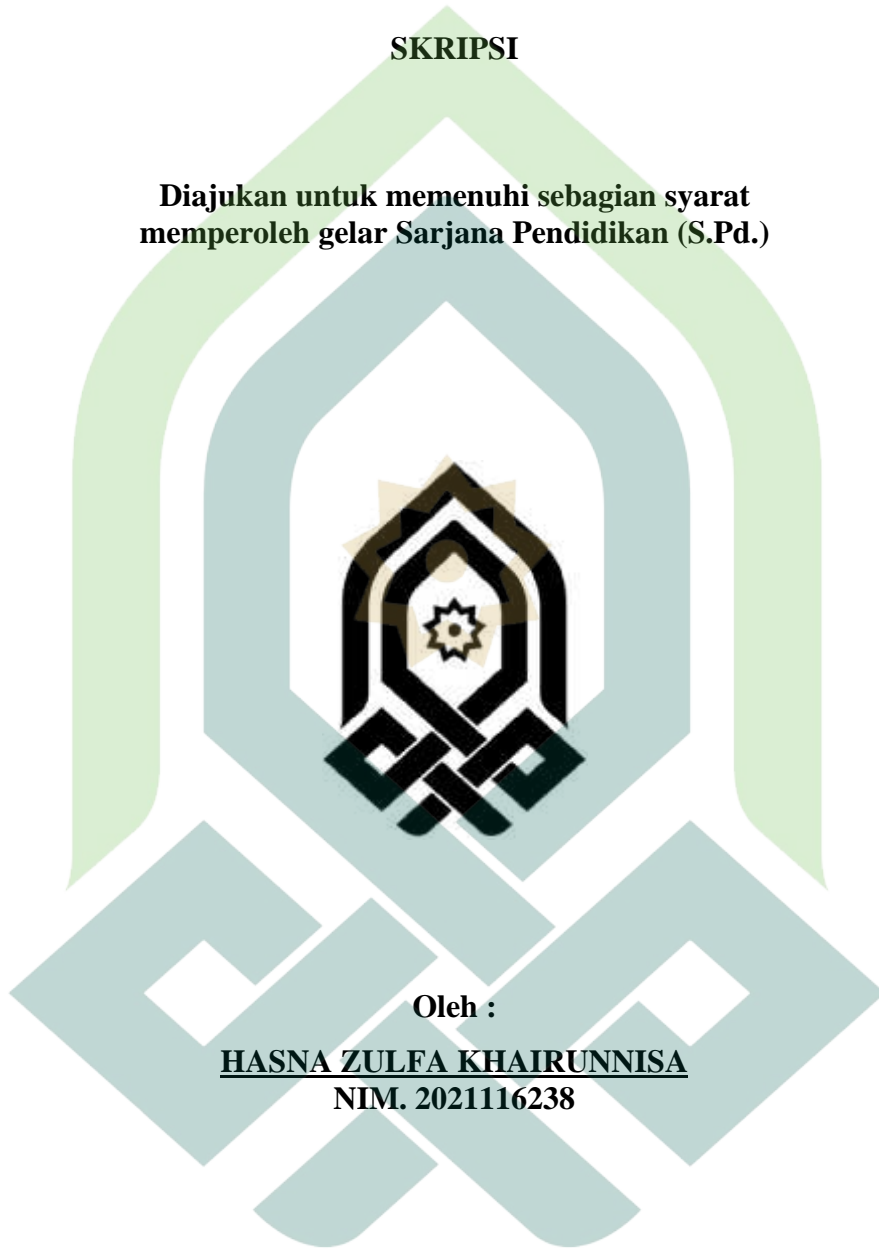 SKRIPSI
Diajukan untuk memenuhi sebagian syarat
memperoleh gelar Sarjana Pendidikan (S.Pd.)
Oleh :
HASNA ZULFA KHAIRUNNISA
NIM. 2021116238